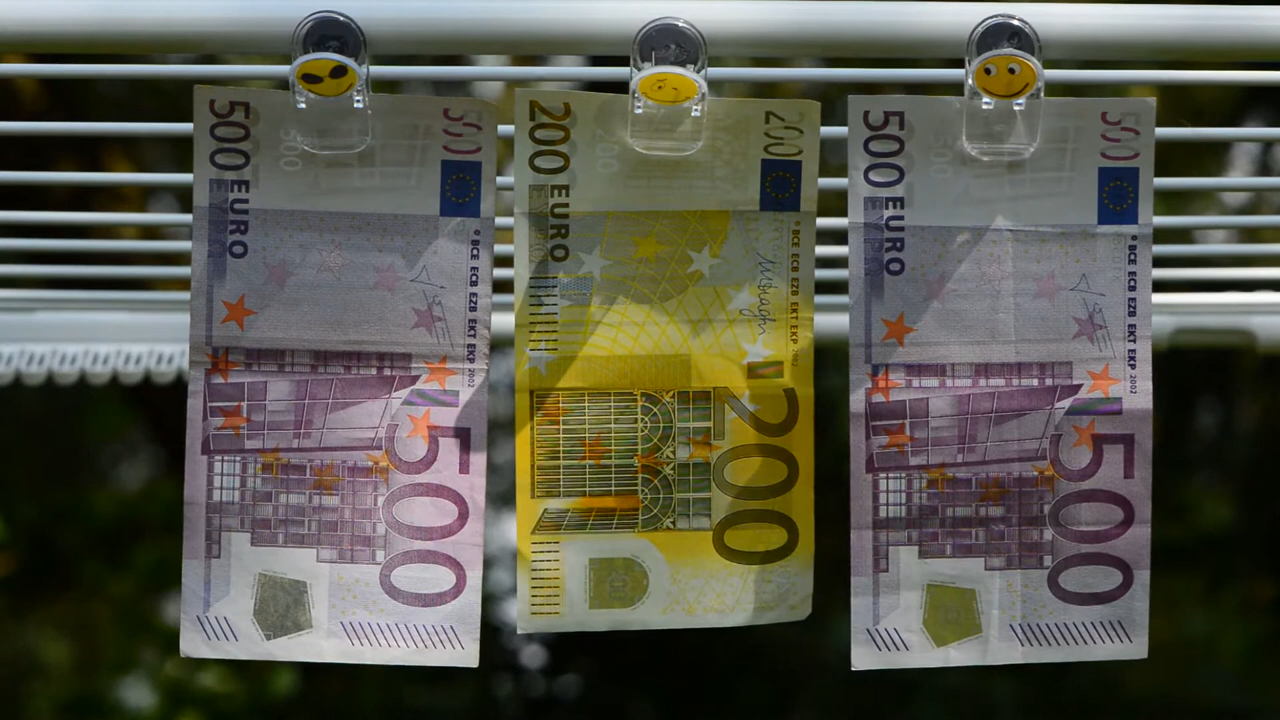 500 EURO
500
© BCE ECB EZB EKT EKP 2002
500
200 EURO
200
© BCE ECB EZB EKT EKP 2002
200
500 EURO
500
© BCE ECB EZB EKT EKP 2002
500